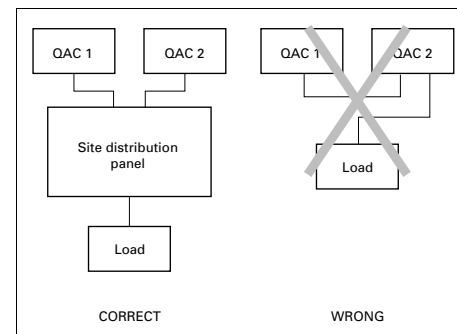 QAC 1
QAC 2
Site distribution
panel
Load
CORRECT
QAC 1
QAC 2
Load
WRONG